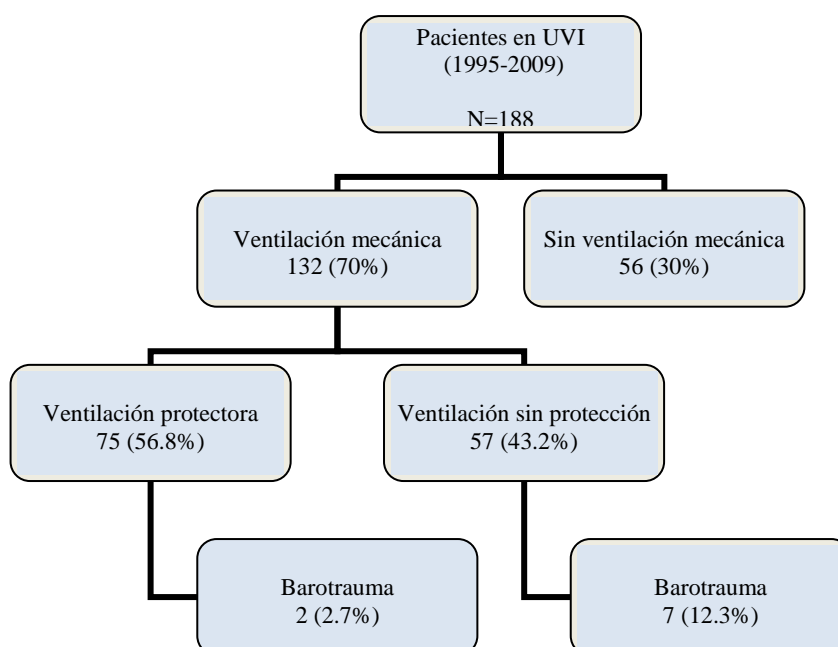 Pacientes en UVI
(1995-2009)
N=188
Ventilación mecánica
132 (70%)
Sin ventilación mecánica
56 (30%)
Ventilación protectora
75 (56.8%)
Ventilación sin protección
57 (43.2%)
Barotrauma
2 (2.7%)
Barotrauma
7 (12.3%)